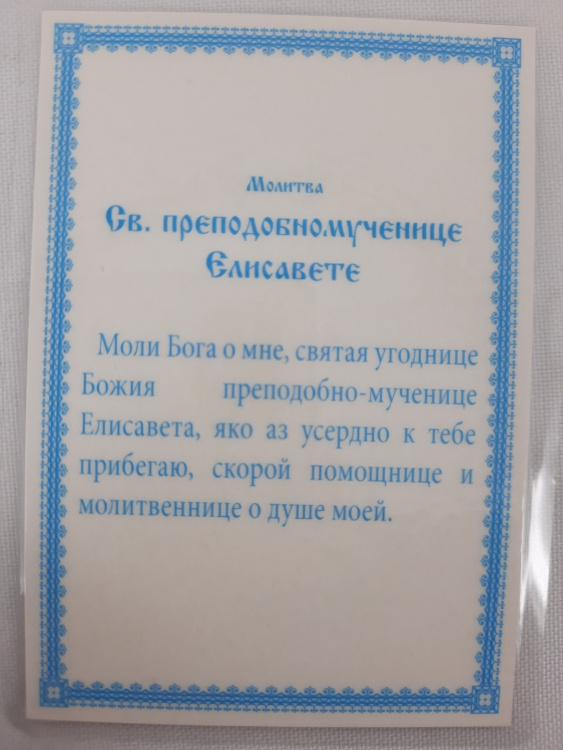 Молитва
Св. преподобномученице
Елисавете
Моли Бога о мне, святая угоднице
Божия преподобно-мученице
Елисавета, яко аз усердно к тебе
прибегаю, скорой помощнице и
молитвеннице о душе моей.